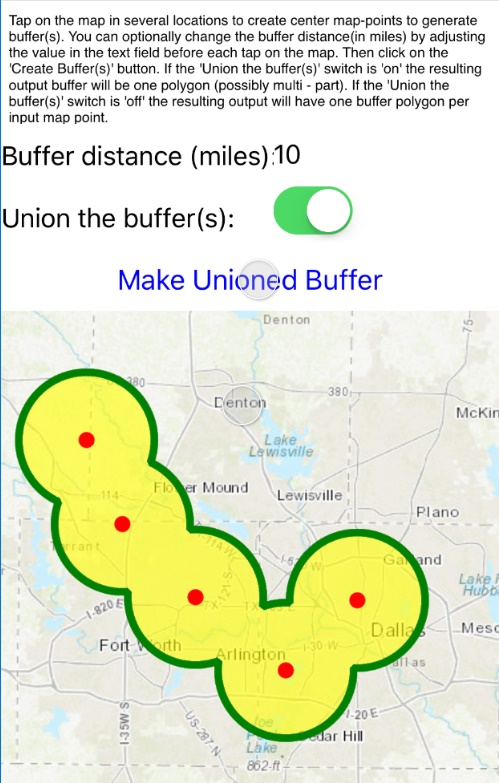 Tap on the map in several locations to create center map-points to generate
buffer(s). You can optionally change the buffer distance(in miles) by adjusting
the value in the text field before each tap on the map. Then click on the
'Create Buffer(s)' button. If the 'Union the buffer(s)' switch is 'on' the resulting
output buffer will be one polygon (possibly multi - part). If the 'Union the
buffer(s)' switch is 'off' the resulting output will have one buffer polygon per
input map point.
Buffer distance (miles):10
Union the buffer(s):
Make Unioned Buffer
Denton
75
380
380
Denton
McKin
Lake
Lewisville
114
Flower Mound
Lewisville
Plano
114W
Tarrant
Garland
121 S
Lake
Hubb
I-820 E
TX
Dallas
Mesq
Fort Worth
I-30 W
Arlington
Dallas
I-35W S
US-287 N
I-20 E
Joe
Pool
Lake
Cedar Hill
862-ft